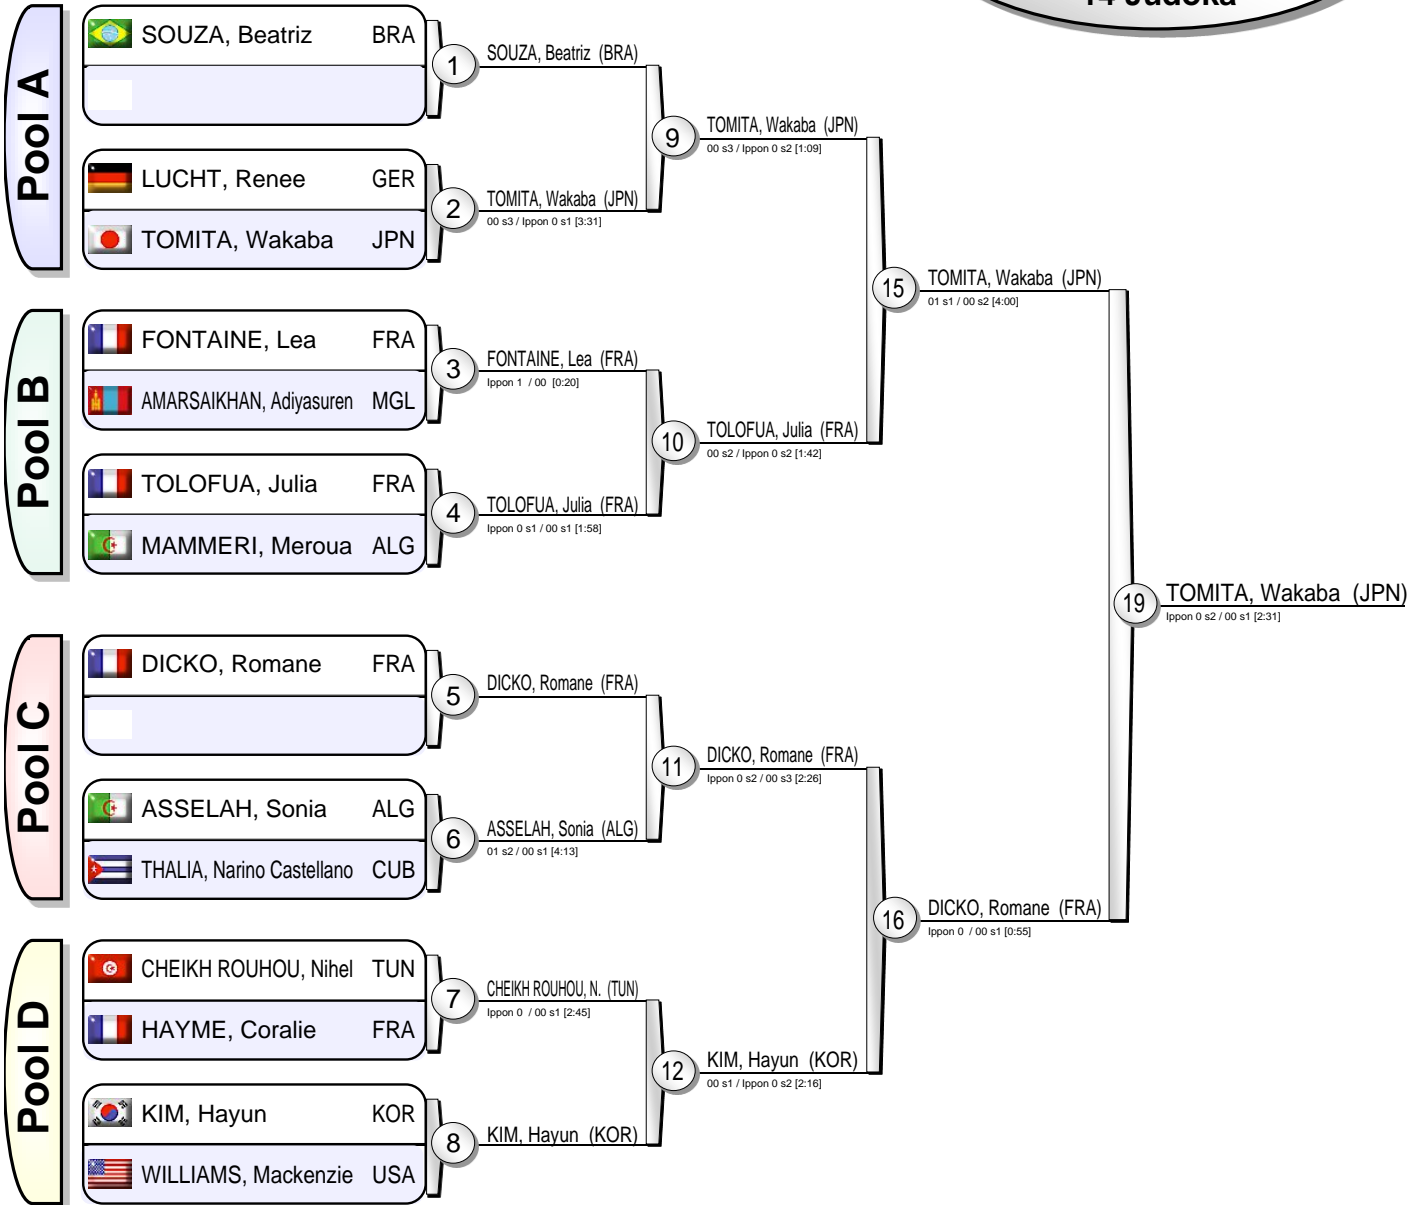 14 Judoka
Pool A
SOUZA, Beatriz BRA
1
SOUZA, Beatriz (BRA)
LUCHT, Renee GER
TOMITA, Wakaba JPN
2
TOMITA, Wakaba (JPN)
00 s3 / Ippon 0 s1 [3:31]
9
TOMITA, Wakaba (JPN)
00 s3 / Ippon 0 s2 [1:09]
Pool B
FONTAINE, Lea FRA
AMARSAIKHAN, Adiyasuren MGL
3
FONTAINE, Lea (FRA)
Ippon 1 / 00 [0:20]
TOLOFUA, Julia FRA
MAMMERI, Meroua ALG
4
TOLOFUA, Julia (FRA)
Ippon 0 s1 / 00 s1 [1:58]
10
TOLOFUA, Julia (FRA)
00 s2 / Ippon 0 s2 [1:42]
15
TOMITA, Wakaba (JPN)
01 s1 / 00 s2 [4:00]
Pool C
DICKO, Romane FRA
5
DICKO, Romane (FRA)
ASSELAH, Sonia ALG
THALIA, Narino Castellano CUB
6
ASSELAH, Sonia (ALG)
01 s2 / 00 s1 [4:13]
11
DICKO, Romane (FRA)
Ippon 0 s2 / 00 s3 [2:26]
Pool D
CHEIKH ROUHOU, Nihel TUN
HAYME, Coralie FRA
7
CHEIKH ROUHOU, N. (TUN)
Ippon 0 / 00 s1 [2:45]
KIM, Hayun KOR
WILLIAMS, Mackenzie USA
8
KIM, Hayun (KOR)
12
KIM, Hayun (KOR)
00 s1 / Ippon 0 s2 [2:16]
16
DICKO, Romane (FRA)
Ippon 0 / 00 s1 [0:55]
19
TOMITA, Wakaba (JPN)
Ippon 0 s2 / 00 s1 [2:31]